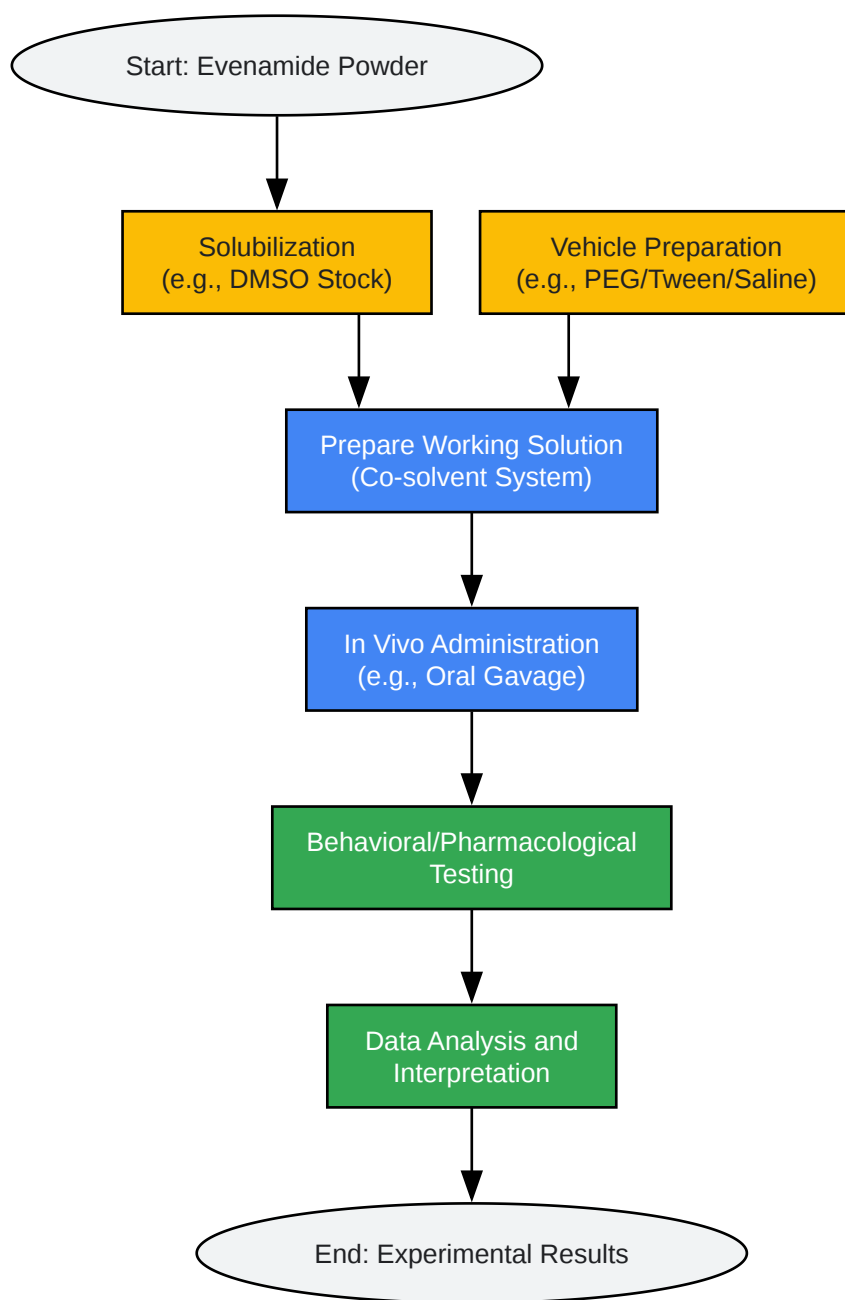 Start: Evenamide Powder
Solubilization
(e.g., DMSO Stock)
Vehicle Preparation
(e.g., PEG/Tween/Saline)
Prepare Working Solution
(Co-solvent System)
In Vivo Administration
(e.g., Oral Gavage)
Behavioral/Pharmacological
Testing
Data Analysis and
Interpretation
End: Experimental Results